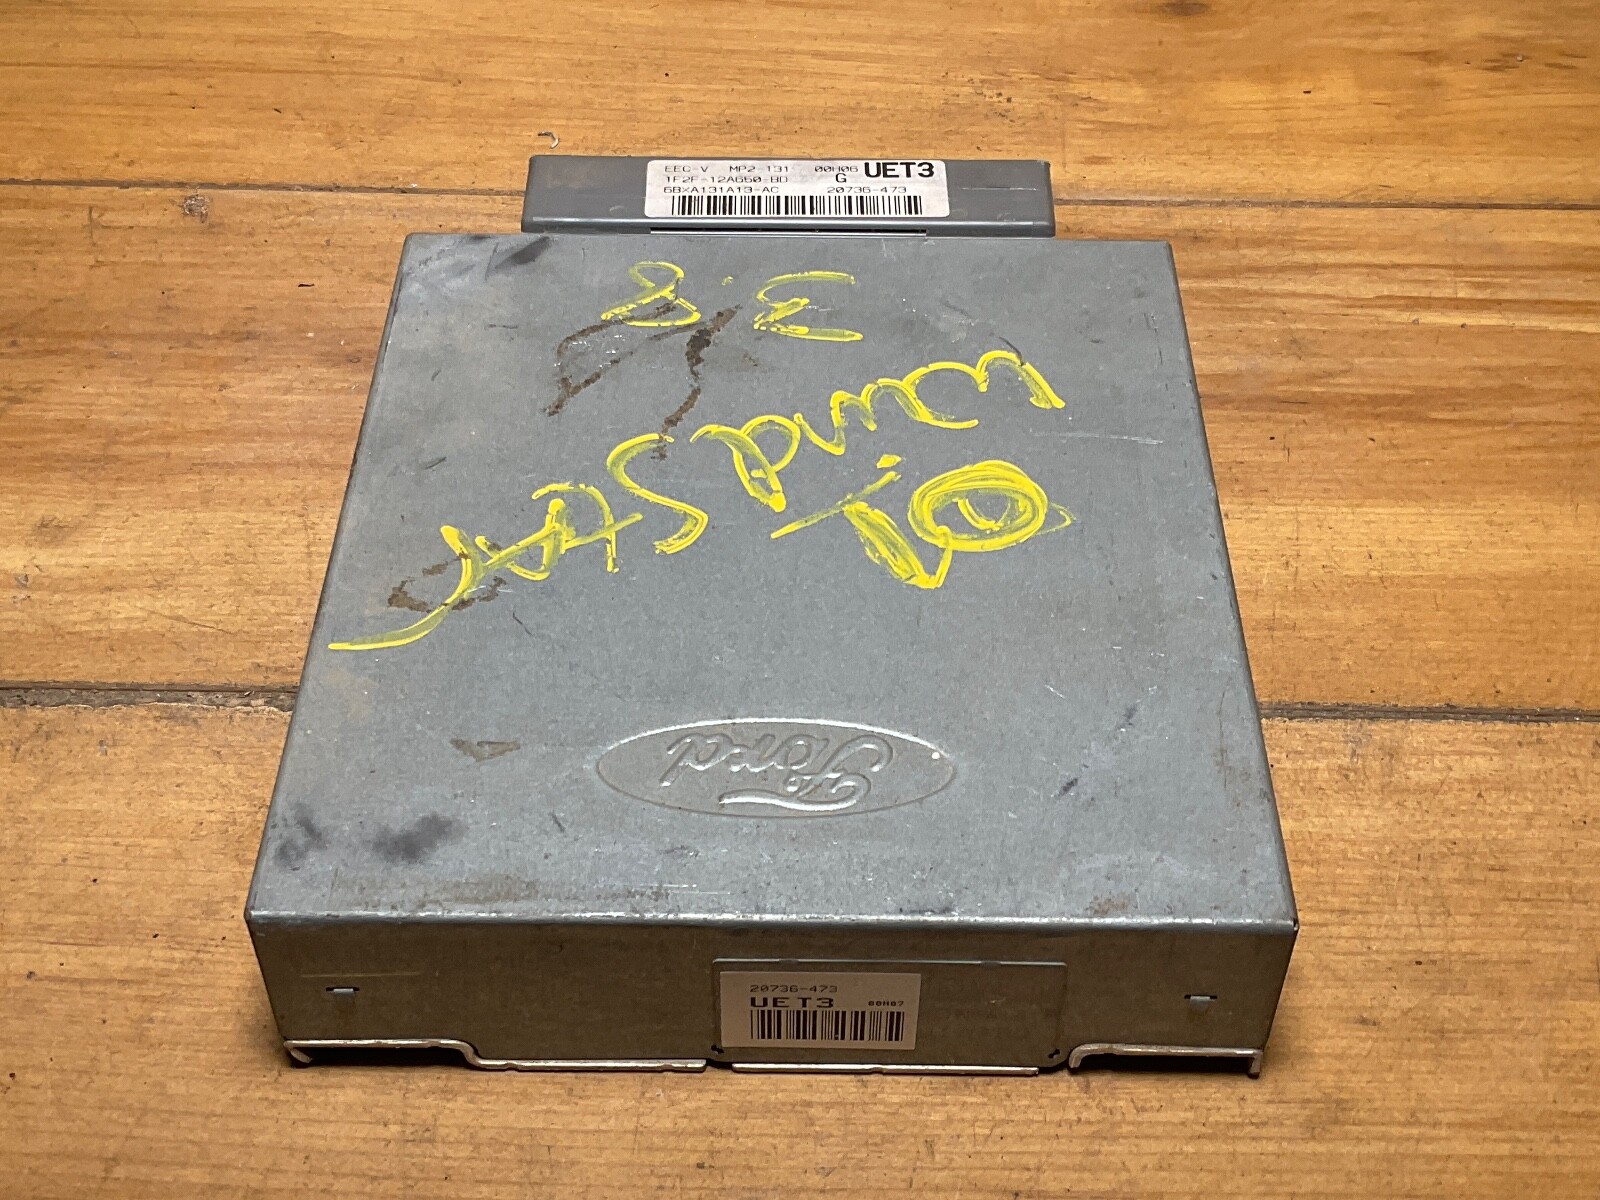 EEC-V MP2-131 00H06 UET3
1F2F-12A650-BD G
6BXA131A13-AC 20736-473
3.8
WindStar
01
Ford
20736-473
UET3 00H07